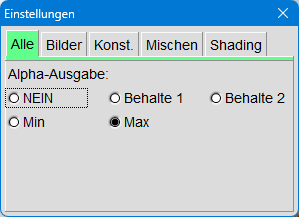 Einstellungen
Alle Bilder Konst. Mischen Shading
Alpha-Ausgabe:
NEIN Behalte 1 Behalte 2
Min Max